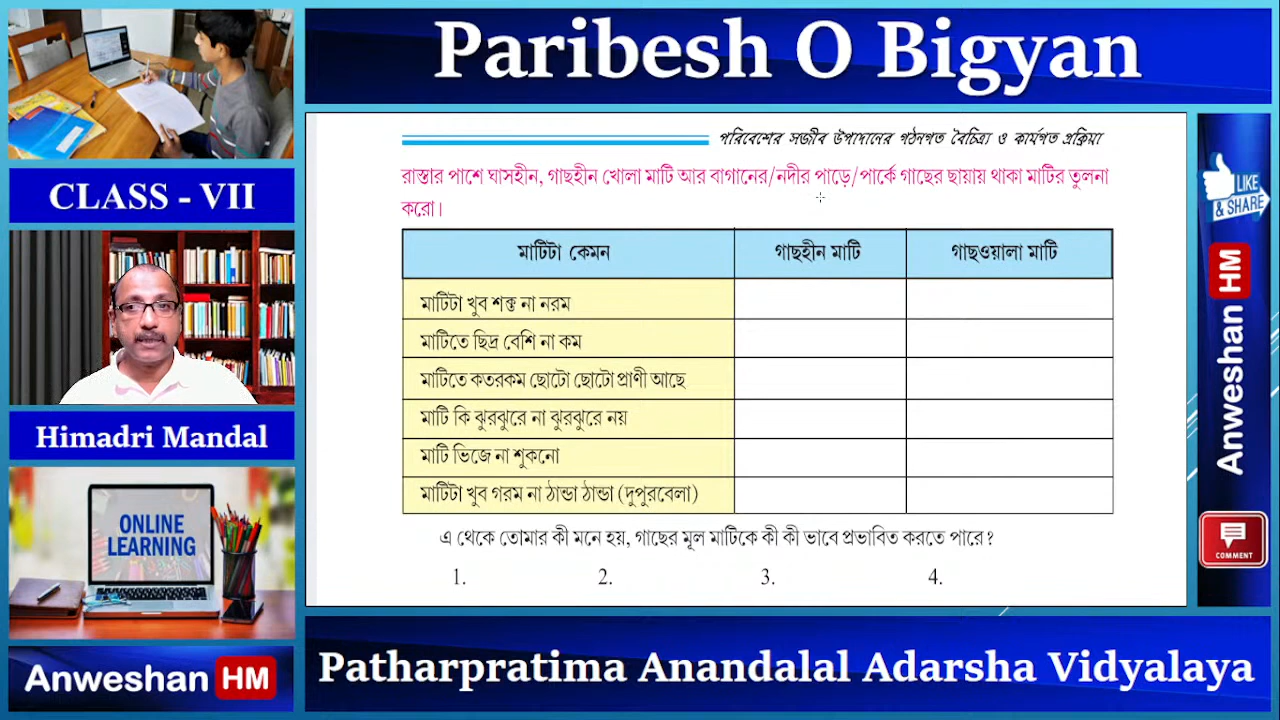 Paribesh O Bigyan
CLASS - VII
Himadri Mandal
ONLINE
LEARNING
Anweshan HM
পরিবেশের সজীব উপাদানের গঠনগত বৈচিত্র্য ও কার্যগত প্রক্রিয়া
রাস্তার পাশে ঘাসহীন, গাছহীন খোলা মাটি আর বাগানের/নদীর পাড়ে/পার্কে গাছের ছায়ায় থাকা মাটির তুলনা
করো।
মাটিটা কেমন গাছহীন মাটি গাছওয়ালা মাটি
মাটিটা খুব শক্ত না নরম
মাটিতে ছিদ্র বেশি না কম
মাটিতে কতরকম ছোটো ছোটো প্রাণী আছে
মাটি কি ঝুরঝুরে না ঝুরঝুরে নয়
মাটি ভিজে না শুকনো
মাটিটা খুব গরম না ঠান্ডা ঠান্ডা (দুপুরবেলা)
এ থেকে তোমার কী মনে হয়, গাছের মূল মাটিকে কী কী ভাবে প্রভাবিত করতে পারে?
1. 2. 3. 4.
LIKE
& SHARE
Anweshan HM
COMMENT
Patharpratima Anandalal Adarsha Vidyalaya